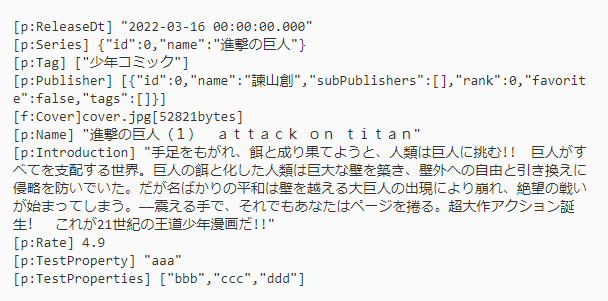 [p:ReleaseDt] "2022-03-16 00:00:00.000"
[p:Series] {"id":0,"name":"進撃の巨人"}
[p:Tag] ["少年コミック"]
[p:Publisher] [{"id":0,"name":"諫山創","subPublishers":[],"rank":0,"favorit
e":false,"tags":[]}]
[f:Cover]cover.jpg[52821bytes]
[p:Name] "進撃の巨人（１）　ａｔｔａｃｋ　ｏｎ　ｔｉｔａｎ"
[p:Introduction] "手足をもがれ、餌と成り果てようと、人類は巨人に挑む!!　巨人がす
べてを支配する世界。巨人の餌と化した人類は巨大な壁を築き、壁外への自由と引き換えに
侵略を防いでいた。だが名ばかりの平和は壁を越える大巨人の出現により崩れ、絶望の戦い
が始まってしまう。――震える手で、それでもあなたはページを捲る。超大作アクション誕
生!　これが21世紀の王道少年漫画だ!!"
[p:Rate] 4.9
[p:TestProperty] "aaa"
[p:TestProperties] ["bbb","ccc","ddd"]